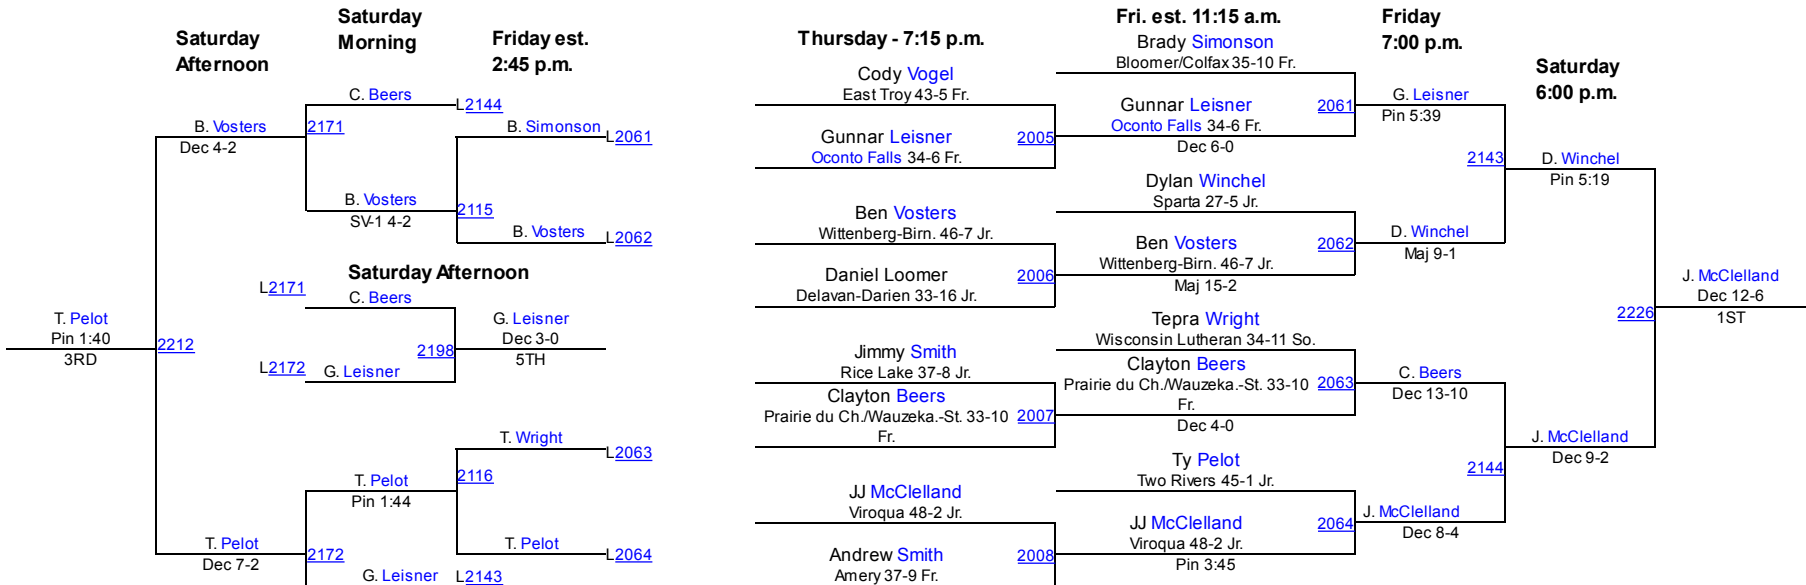 Saturday
Afternoon
Saturday
Morning
Friday est.
2:45 p.m.
C. Beers
L2144
B. Vosters
2171
Dec 4-2
B. Simonson
L2061
B. Vosters
SV-1 4-2
2115
B. Vosters
L2062
Saturday Afternoon
L2171
C. Beers
T. Pelot
Pin 1:40
3RD
2212
G. Leisner
Dec 3-0
5TH
2198
L2172
G. Leisner
T. Wright
L2063
2116
T. Pelot
Pin 1:44
T. Pelot
Dec 7-2
2172
T. Pelot
L2064
G. Leisner
L2143
Thursday - 7:15 p.m.
Cody Vogel
East Troy 43-5 Fr.
Gunnar Leisner
Oconto Falls 34-6 Fr.
2005
Ben Vosters
Wittenberg-Birn. 46-7 Jr.
Daniel Loomer
Delavan-Darien 33-16 Jr.
2006
Jimmy Smith
Rice Lake 37-8 Jr.
Clayton Beers
Prairie du Ch./Wauzeka.-St. 33-10
Fr.
2007
JJ McClelland
Viroqua 48-2 Jr.
Andrew Smith
Amery 37-9 Fr.
2008
Fri. est. 11:15 a.m.
Brady Simonson
Bloomer/Colfax 35-10 Fr.
Gunnar Leisner
Oconto Falls 34-6 Fr.
Dec 6-0
2061
Dylan Winchel
Sparta 27-5 Jr.
Ben Vosters
Wittenberg-Birn. 46-7 Jr.
Maj 15-2
2062
Tepra Wright
Wisconsin Lutheran 34-11 So.
Clayton Beers
Prairie du Ch./Wauzeka.-St. 33-10
Fr.
Dec 4-0
2063
Ty Pelot
Two Rivers 45-1 Jr.
JJ McClelland
Viroqua 48-2 Jr.
Pin 3:45
2064
Friday
7:00 p.m.
G. Leisner
Pin 5:39
2143
D. Winchel
Maj 9-1
C. Beers
Dec 13-10
2144
J. McClelland
Dec 8-4
Saturday
6:00 p.m.
D. Winchel
Pin 5:19
2226
J. McClelland
Dec 9-2
J. McClelland
Dec 12-6
1ST